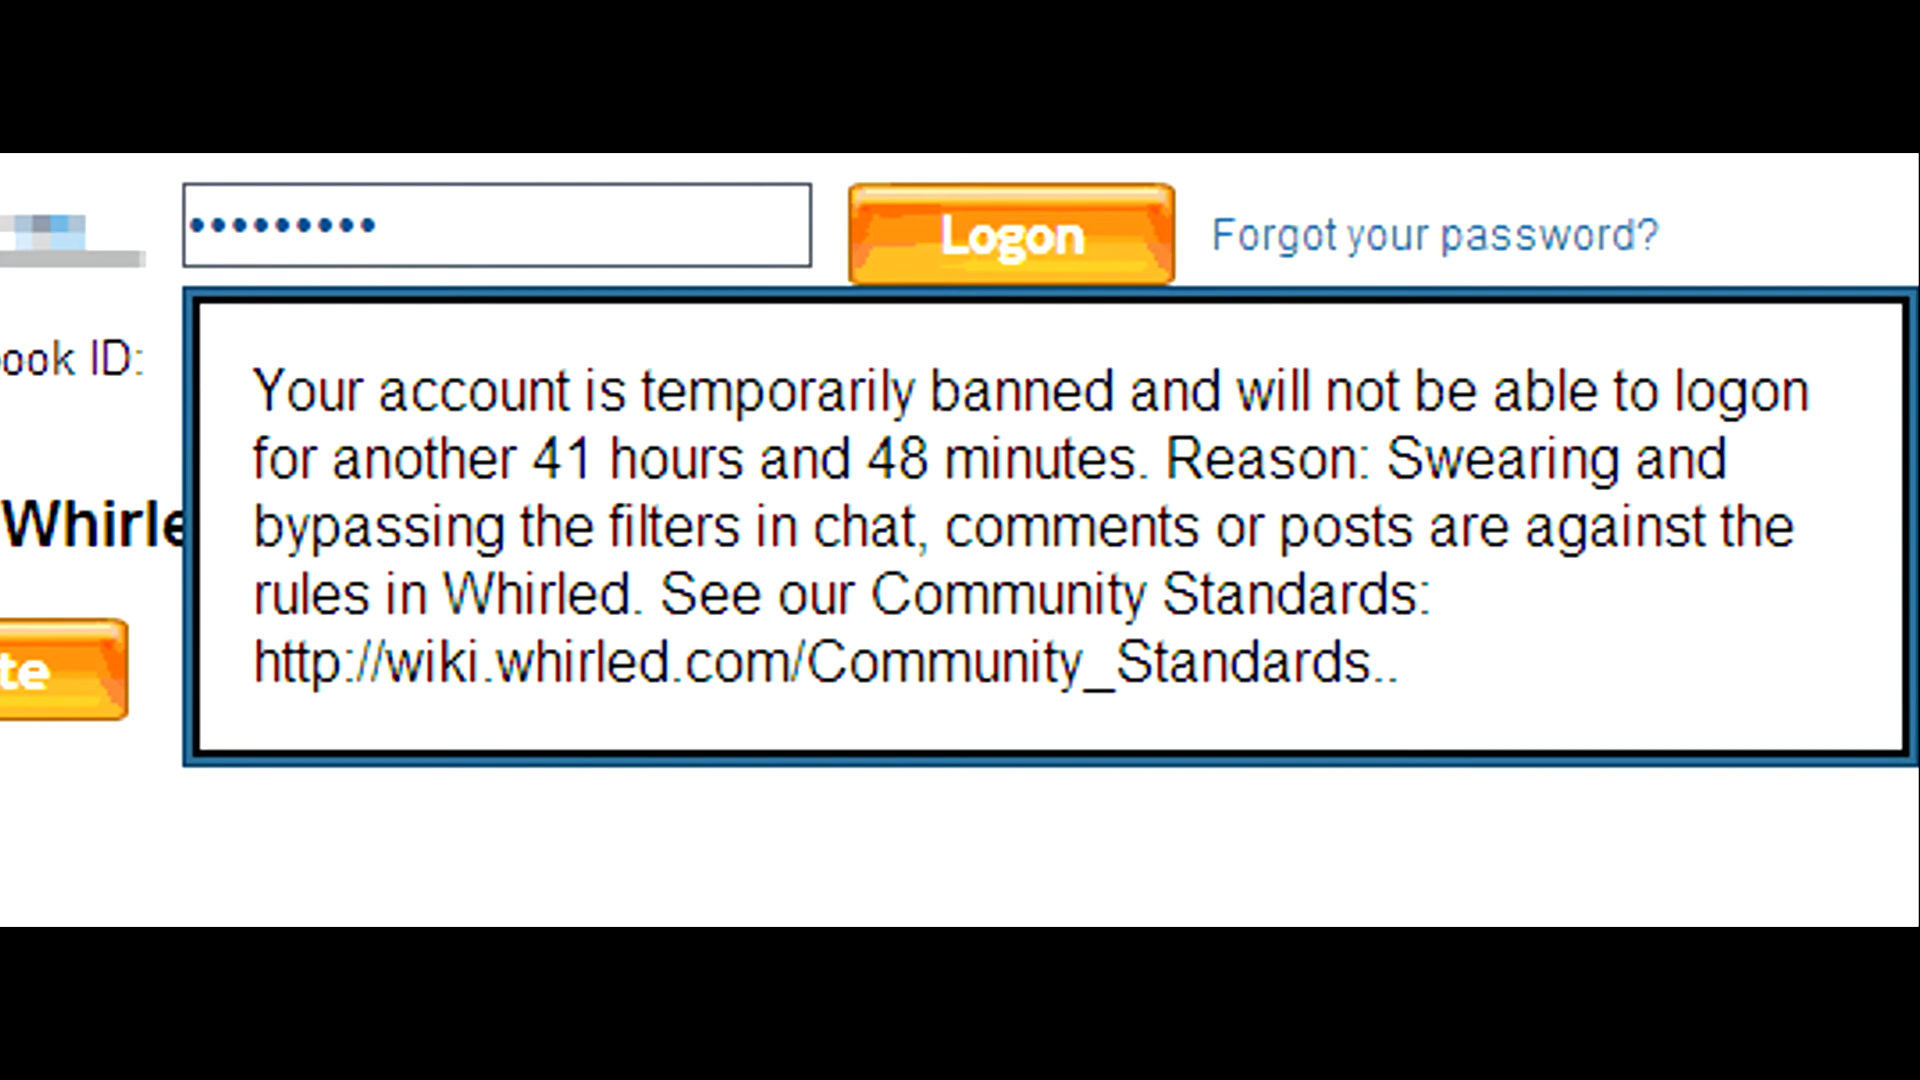 Logon
Forgot your password?
ook ID:
Your account is temporarily banned and will not be able to logon
for another 41 hours and 48 minutes. Reason: Swearing and
bypassing the filters in chat, comments or posts are against the
rules in Whirled. See our Community Standards:
http://wiki.whirled.com/Community_Standards..
Whirle
te